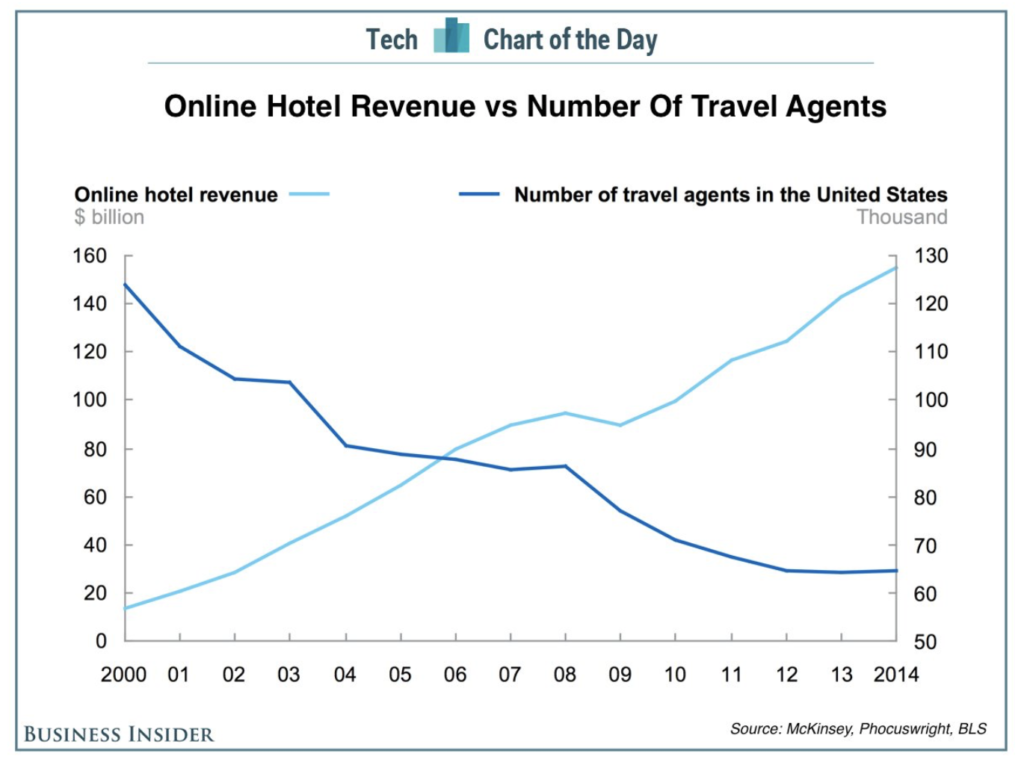 Tech Chart of the Day
Online Hotel Revenue vs Number Of Travel Agents
Online hotel revenue
$ billion
Number of travel agents in the United States
Thousand
160
140
120
100
80
60
40
20
0
130
120
110
100
90
80
70
60
50
2000 01 02 03 04 05 06 07 08 09 10 11 12 13 2014
BUSINESS INSIDER
Source: McKinsey, Phocuswright, BLS